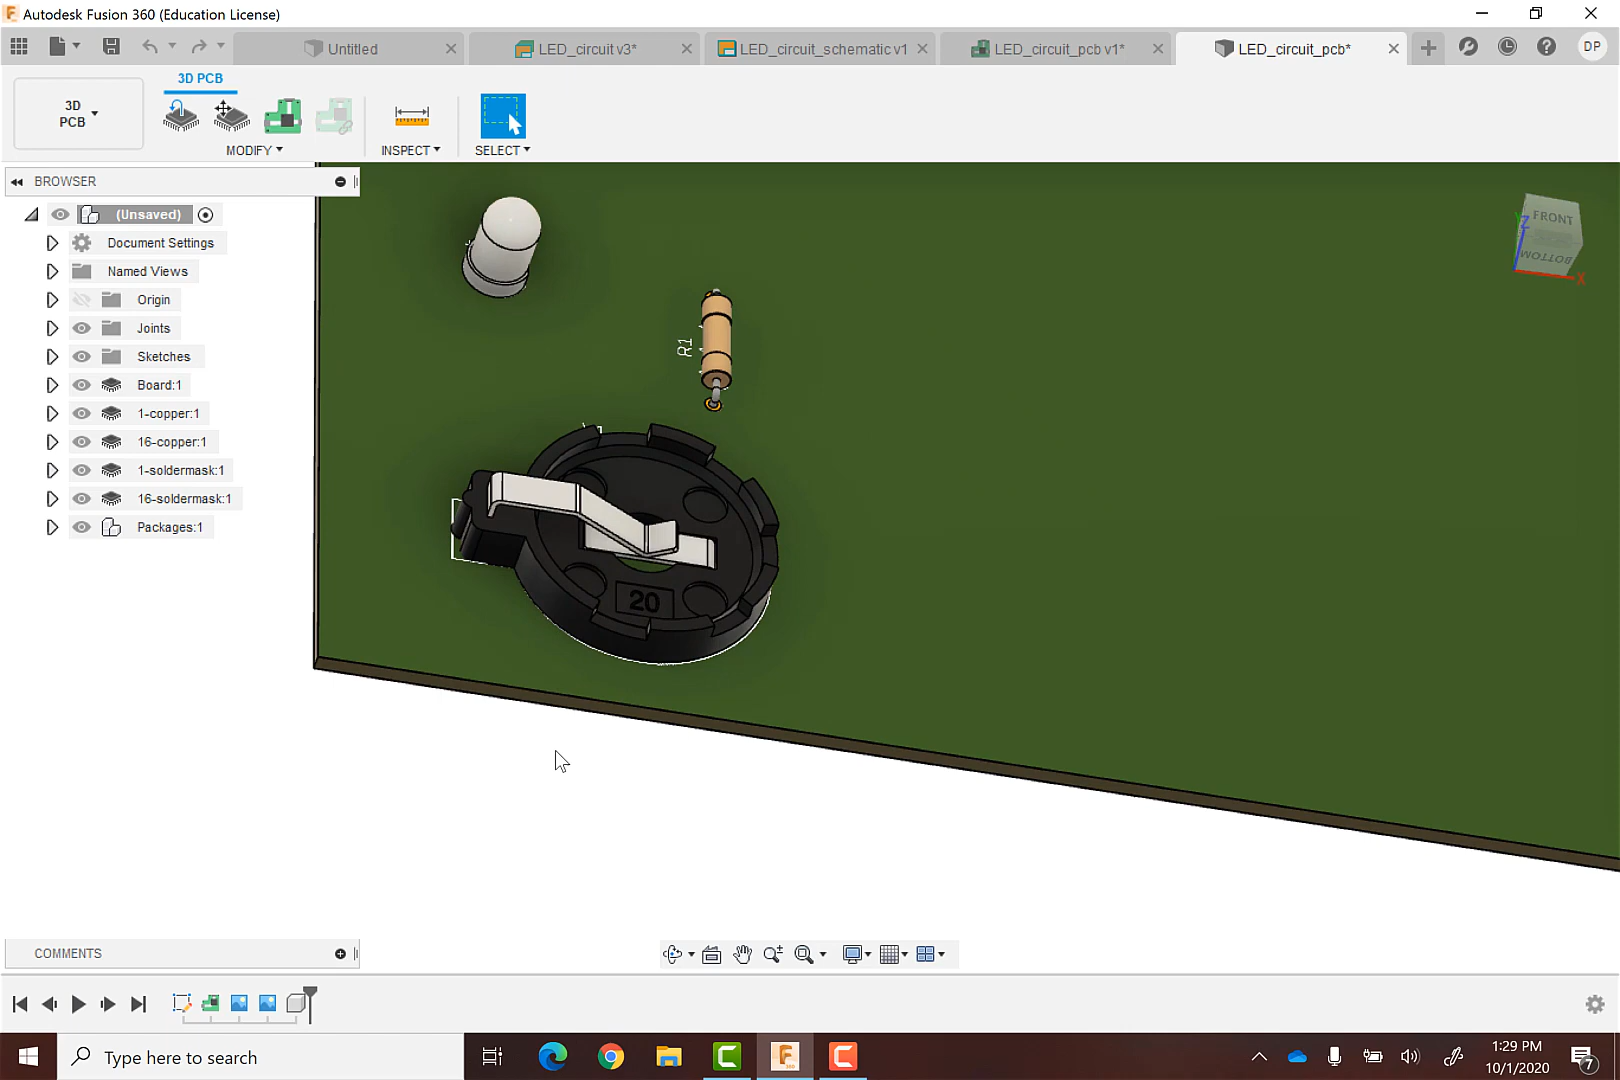 Autodesk Fusion 360 (Education License)
Untitled
LED_circuit v3*
LED_circuit_schematic v1
LED_circuit_pcb v1*
LED_circuit_pcb*
DP
3D PCB
3D
PCB
MODIFY
INSPECT
SELECT
BROWSER
(Unsaved)
Document Settings
Named Views
Origin
Joints
Sketches
Board:1
1-copper:1
16-copper:1
1-soldermask:1
16-soldermask:1
Packages:1
R1
20
FRONT
BOTTOM
Z
X
COMMENTS
Type here to search
1:29 PM
10/1/2020
7